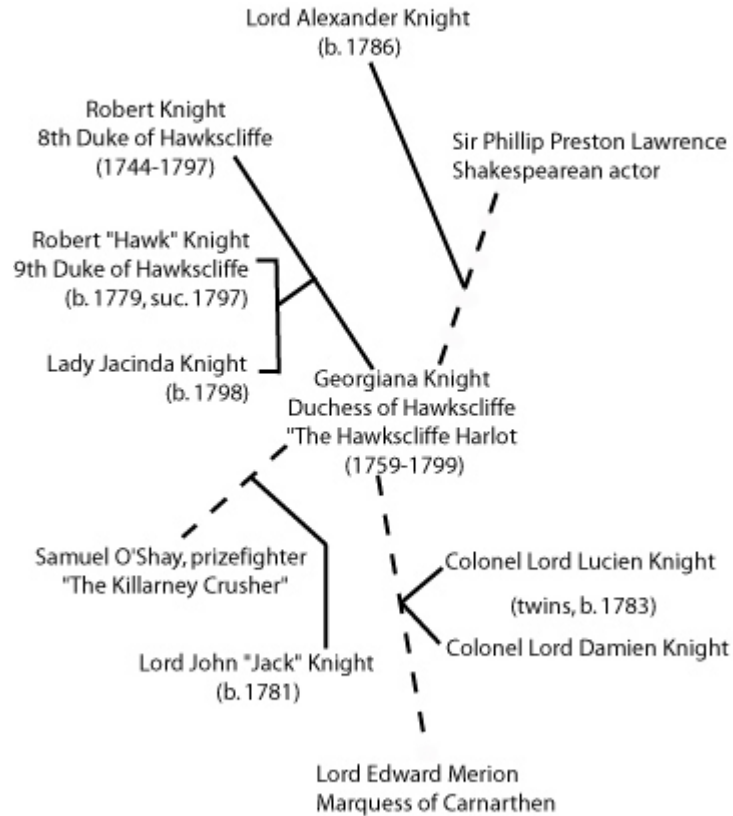 Lord Alexander Knight
(b. 1786)
Robert Knight
8th Duke of Hawkscliffe
(1744-1797)
Sir Phillip Preston Lawrence
Shakespearean actor
Robert "Hawk" Knight
9th Duke of Hawkscliffe
(b. 1779, suc. 1797)
Lady Jacinda Knight
(b. 1798)
Georgiana Knight
Duchess of Hawkscliffe
"The Hawkscliffe Harlot
(1759-1799)
Samuel O'Shay, prizefighter
"The Killarney Crusher"
Colonel Lord Lucien Knight
(twins, b. 1783)
Colonel Lord Damien Knight
Lord John "Jack" Knight
(b. 1781)
Lord Edward Merion
Marquess of Carnarthen